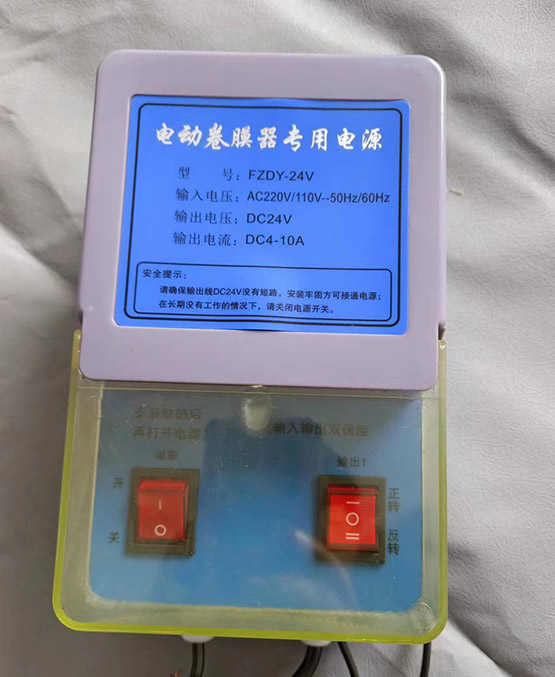 电动卷膜器专用电源
型 号：FZDY-24V
输入电压：AC220V/110V--50Hz/60Hz
输出电压：DC24V
输出电流：DC4-10A
安全提示：
请确保输出线DC24V没有短路，安装牢固方可接通电源；
在长期没有工作的情况下，请关闭电源开关。
再打开电源
输入输出双保险
电源
输出1
开
关
正转
反转